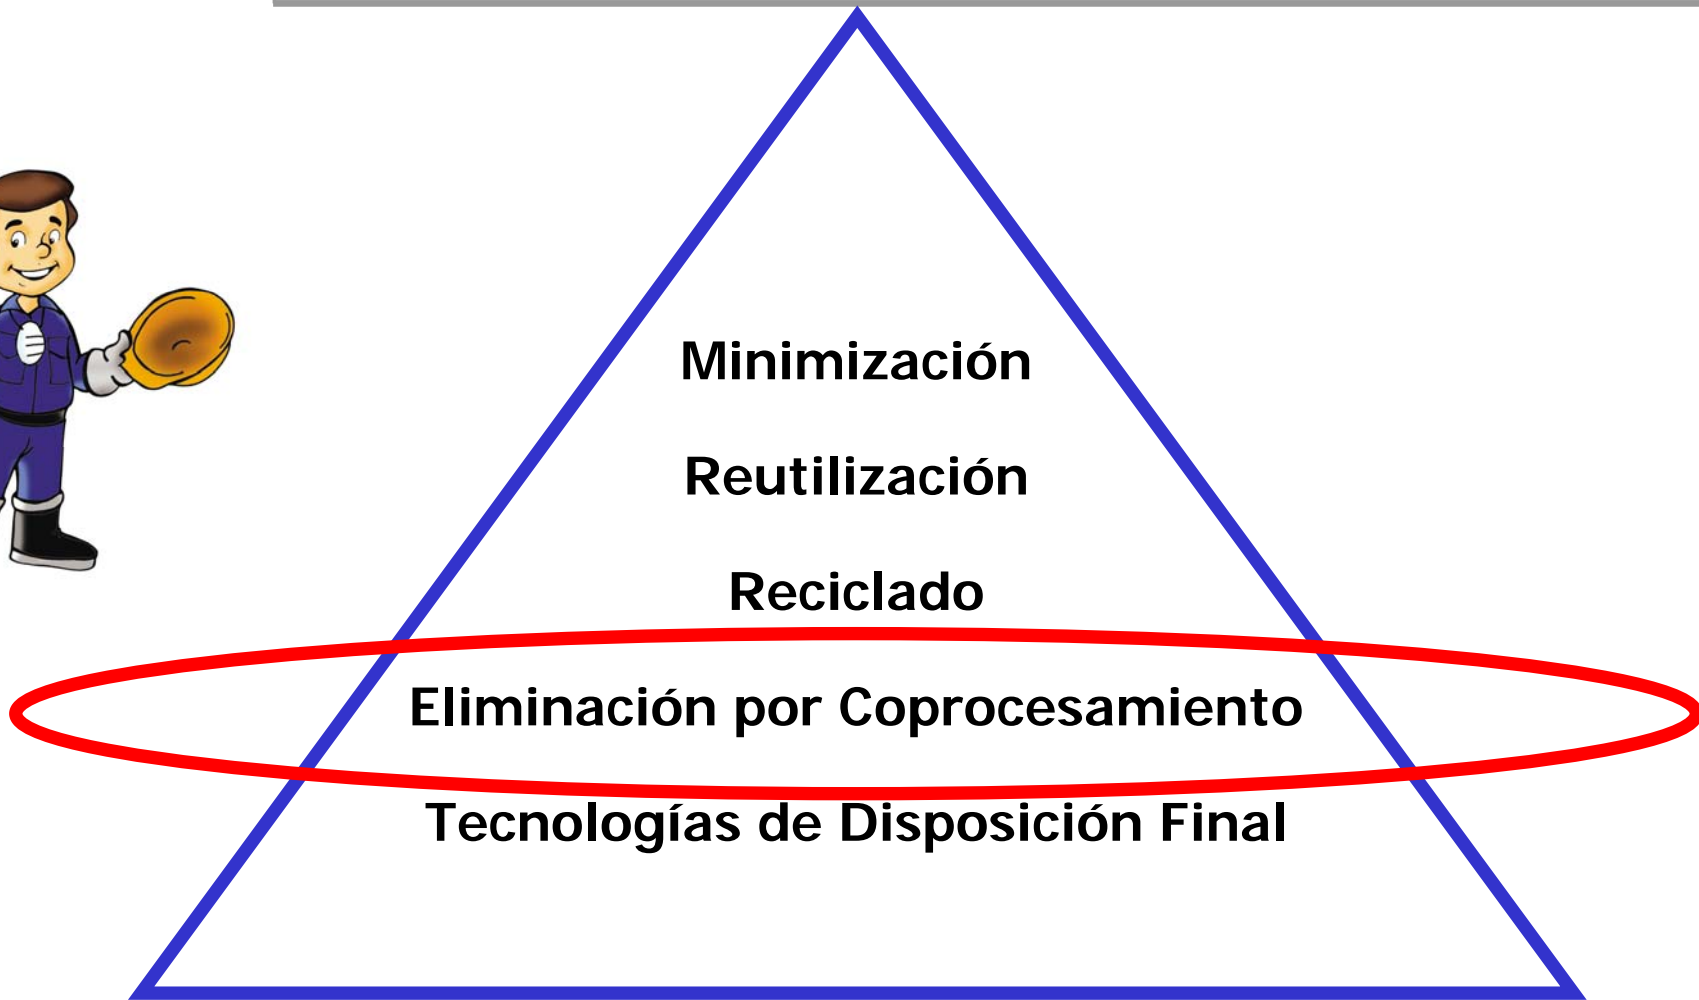 Minimización
Reutilización
Reciclado
Eliminación por Coprocesamiento
Tecnologías de Disposición Final